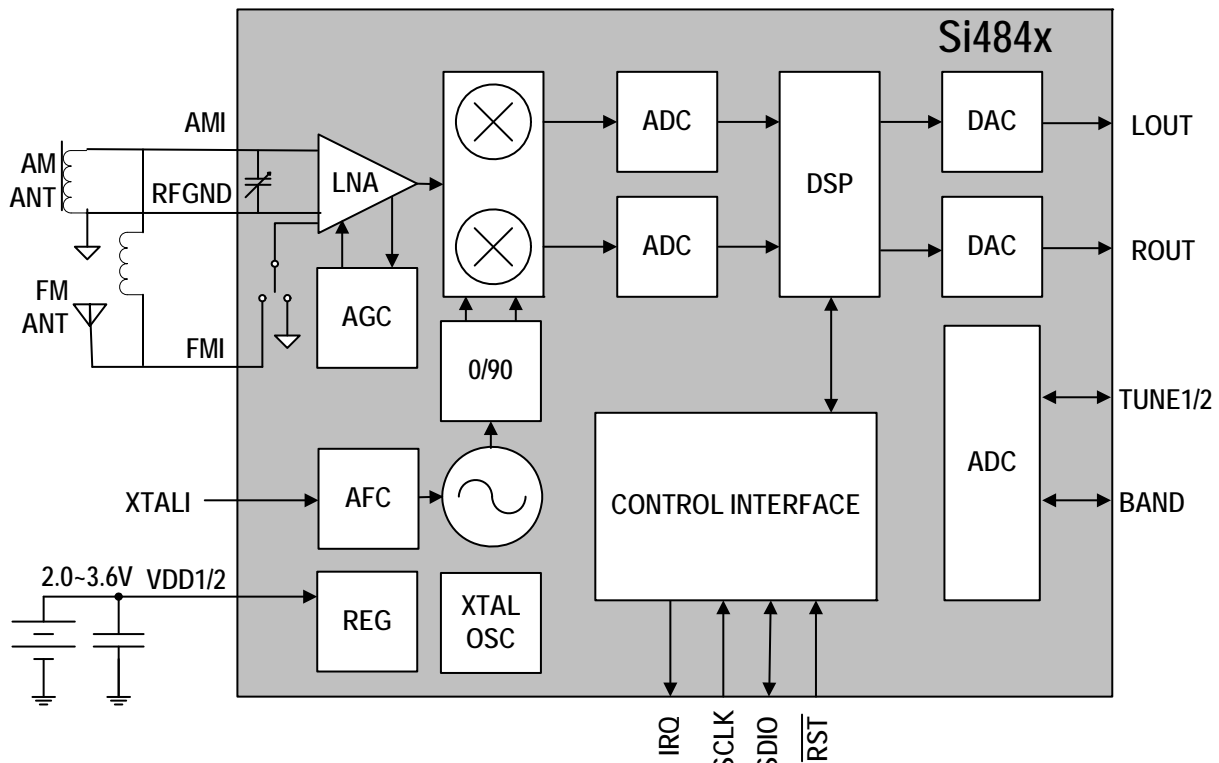 Si484x
AMI
AM
ANT
RFGND
FM
ANT
FMI
LNA
AGC
0/90
ADC
ADC
DSP
DAC
DAC
LOUT
ROUT
TUNE1/2
BAND
ADC
XTALI
AFC
CONTROL INTERFACE
2.0~3.6V
VDD1/2
REG
XTAL
OSC
IRQ
SCLK
SDIO
RST